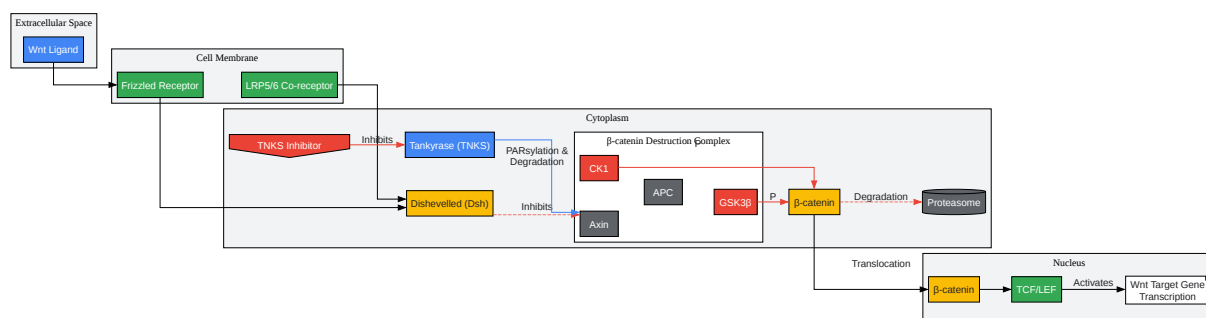 Extracellular Space
Wnt Ligand
Cell Membrane
Frizzled Receptor
LRP5/6 Co-receptor
Cytoplasm
TNKS Inhibitor
Inhibits
Tankyrase (TNKS)
PARsylation &
Degradation
β-catenin Destruction Complex
P
CK1
APC
GSK3β
P
β-catenin
Degradation
Proteasome
Dishevelled (Dsh)
Inhibits
Axin
Translocation
Nucleus
β-catenin
TCF/LEF
Activates
Wnt Target Gene
Transcription